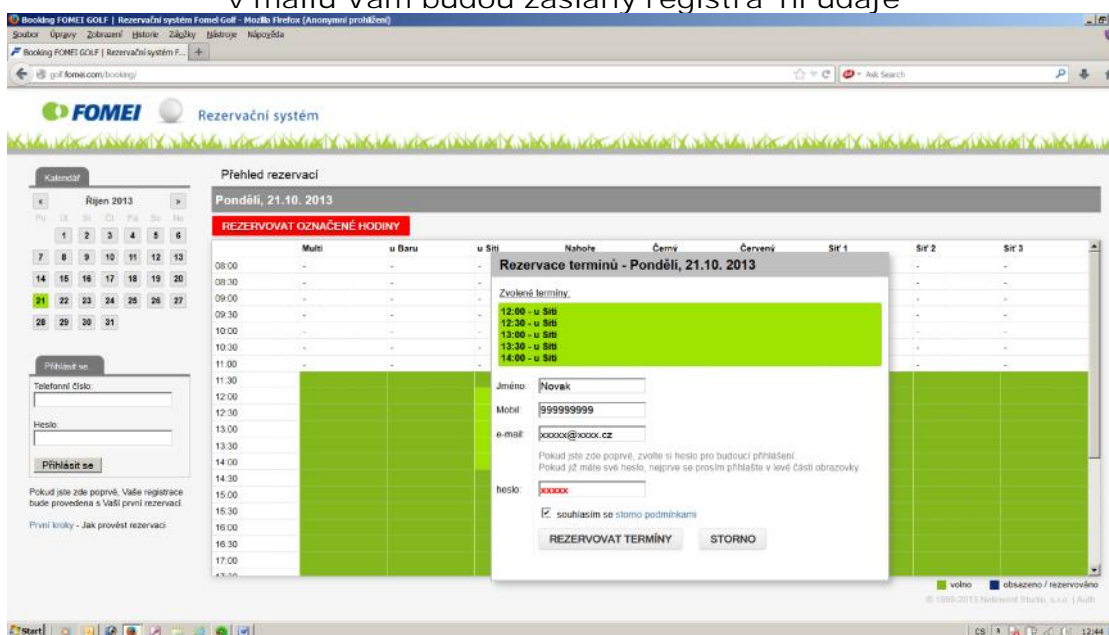 v mailu Vám budou zaslány registra ní údaje
Booking FOMEI GOLF | Rezervační systém Fomei Golf - Mozilla Firefox (Anonymní prohlížení)
Soubor Úpravy Zobrazení Historie Záložky Nástroje Nápověda
Booking FOMEI GOLF | Rezervační systém F... +
golf.fomei.com/booking/
Ask Search
FOMEI Rezervační systém
Kalendář
Přehled rezervací
« Říjen 2013 »
Pondělí, 21.10. 2013
Po Út St Čt Pá So Ne
REZERVOVAT OZNAČENÉ HODINY
1 2 3 4 5 6
7 8 9 10 11 12 13
14 15 16 17 18 19 20
21 22 23 24 25 26 27
28 29 30 31
Multi u Baru u Sítí Nahoře Černý Červený Síť 1 Síť 2 Síť 3
08:00
08:30
09:00
09:30
10:00
10:30
11:00
11:30
12:00
12:30
13:00
13:30
14:00
14:30
15:00
15:30
16:00
16:30
17:00
Rezervace termínů - Pondělí, 21.10. 2013
Zvolené termíny:
12:00 - u Sítí
12:30 - u Sítí
13:00 - u Sítí
13:30 - u Sítí
14:00 - u Sítí
Jméno: Novak
Mobil: 999999999
e-mail: xxxxx@xxxx.cz
Pokud jste zde poprvé, zvolte si heslo pro budoucí přihlášení.
Pokud již máte své heslo, nejprve se prosím přihlašte v levé části obrazovky.
heslo: xxxxx
souhlasím se storno podmínkami
REZERVOVAT TERMÍNY STORNO
Přihlásit se
Telefonní číslo:
Heslo:
Přihlásit se
Pokud jste zde poprvé, Vaše registrace
bude provedena s Vaší první rezervací.
První kroky - Jak provést rezervaci
volno obsazeno / rezervováno
© 1999-2013 Netswond Studio, s.r.o. | Auth
Start
CS 12:44